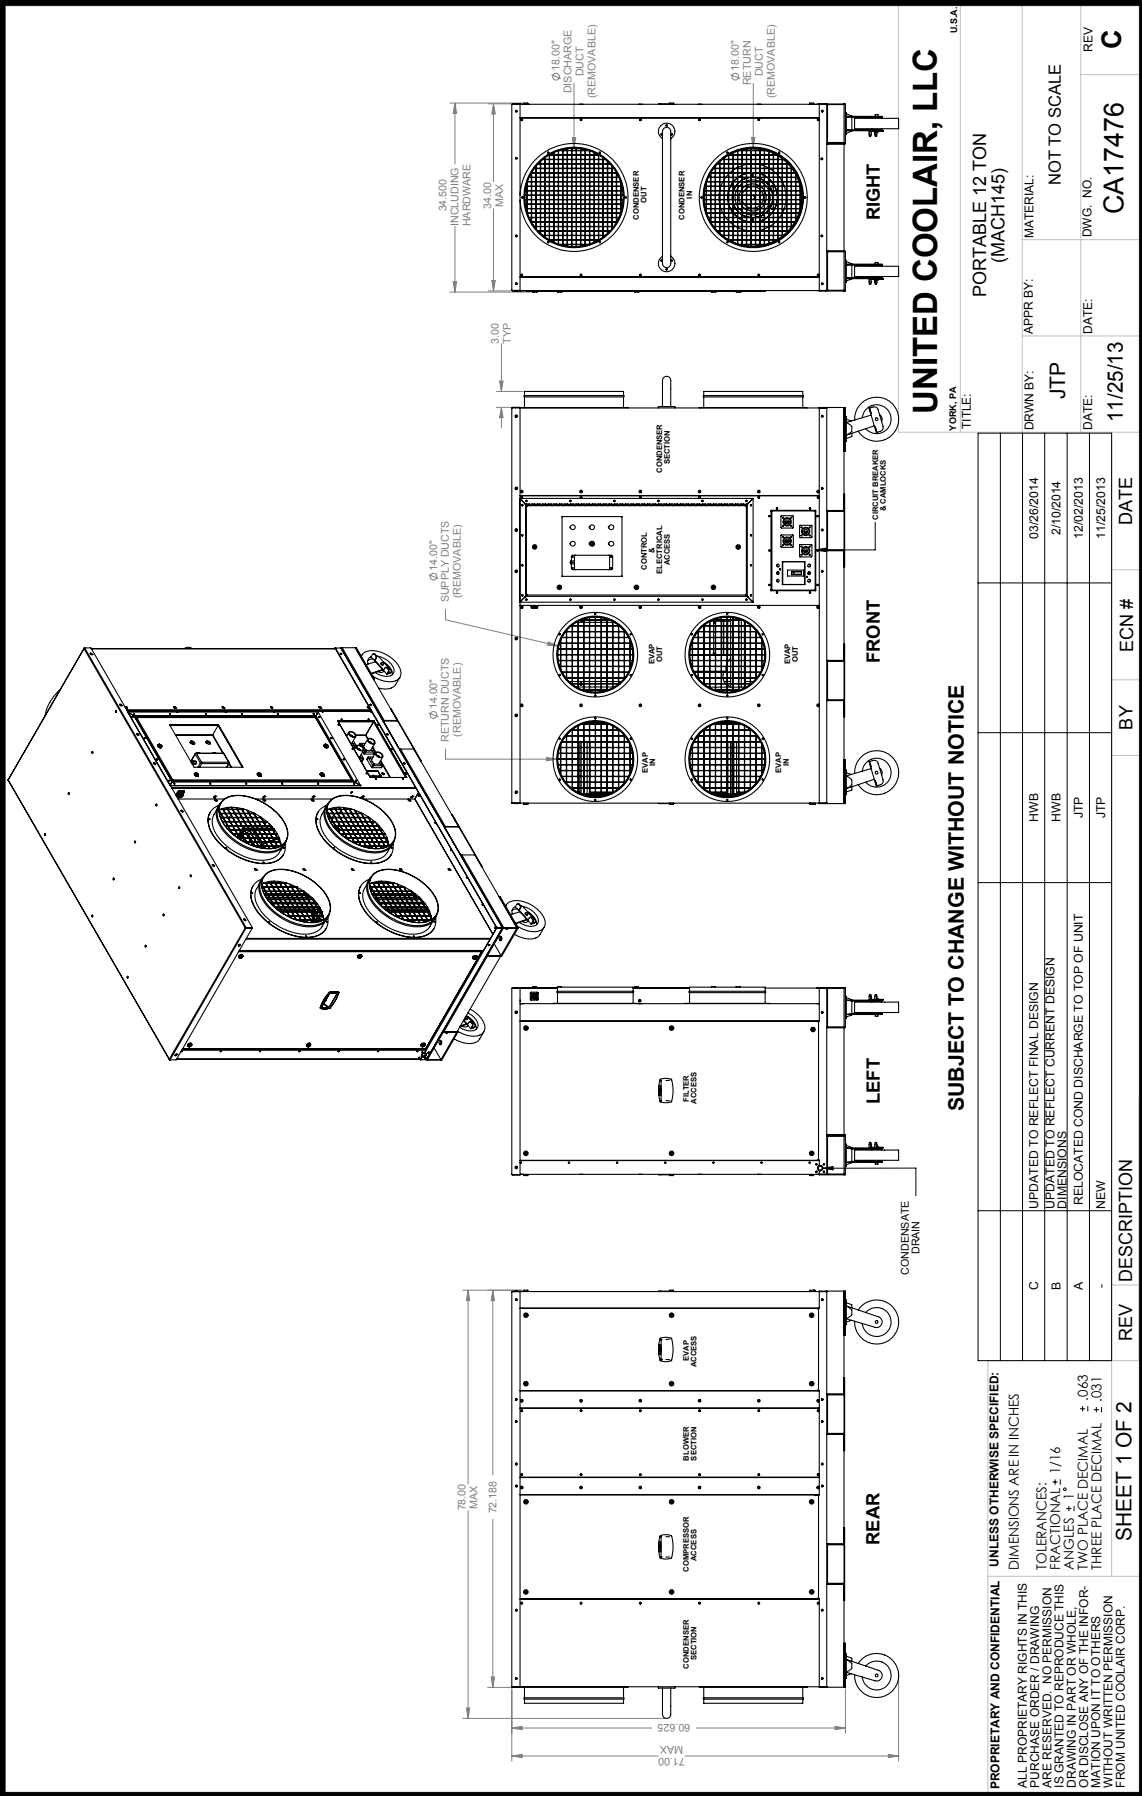 78.00
MAX
72.188
71.00
MAX
60.625
CONDENSER
SECTION
COMPRESSOR
ACCESS
BLOWER
SECTION
EVAP
ACCESS
REAR
FILTER
ACCESS
CONDENSATE
DRAIN
LEFT
Ø14.00"
RETURN DUCTS
(REMOVABLE)
Ø14.00"
SUPPLY DUCTS
(REMOVABLE)
3.00
TYP
EVAP
IN
EVAP
OUT
EVAP
IN
EVAP
OUT
CONTROL
&
ELECTRICAL
ACCESS
CONDENSER
SECTION
CIRCUIT BREAKER
& CAMLOCKS
FRONT
34.500
INCLUDING
HARDWARE
34.00
MAX
Ø18.00"
DISCHARGE
DUCT
(REMOVABLE)
Ø18.00"
RETURN
DUCT
(REMOVABLE)
CONDENSER
OUT
CONDENSER
IN
RIGHT
SUBJECT TO CHANGE WITHOUT NOTICE
PROPRIETARY AND CONFIDENTIAL
ALL PROPRIETARY RIGHTS IN THIS
PURCHASE ORDER / DRAWING
ARE RESERVED. NO PERMISSION
IS GRANTED TO REPRODUCE THIS
DRAWING IN PART OR WHOLE,
OR DISCLOSE ANY OF THE INFOR-
MATION UPON IT TO OTHERS
WITHOUT WRITTEN PERMISSION
FROM UNITED COOLAIR CORP.
UNLESS OTHERWISE SPECIFIED:
DIMENSIONS ARE IN INCHES
TOLERANCES:
FRACTIONAL ± 1/16
ANGLES ± 1°
TWO PLACE DECIMAL ± .063
THREE PLACE DECIMAL ± .031
SHEET 1 OF 2
C UPDATED TO REFLECT FINAL DESIGN HWB 03/26/2014
B UPDATED TO REFLECT CURRENT DESIGN
DIMENSIONS HWB 2/10/2014
A RELOCATED COND DISCHARGE TO TOP OF UNIT JTP 12/02/2013
- NEW JTP 11/25/2013
REV DESCRIPTION BY ECN # DATE
UNITED COOLAIR, LLC
YORK, PA U.S.A.
TITLE:
PORTABLE 12 TON
(MACH145)
DRWN BY: JTP
APPR BY:
MATERIAL:
NOT TO SCALE
DATE: 11/25/13
DATE:
DWG. NO. CA17476
REV C